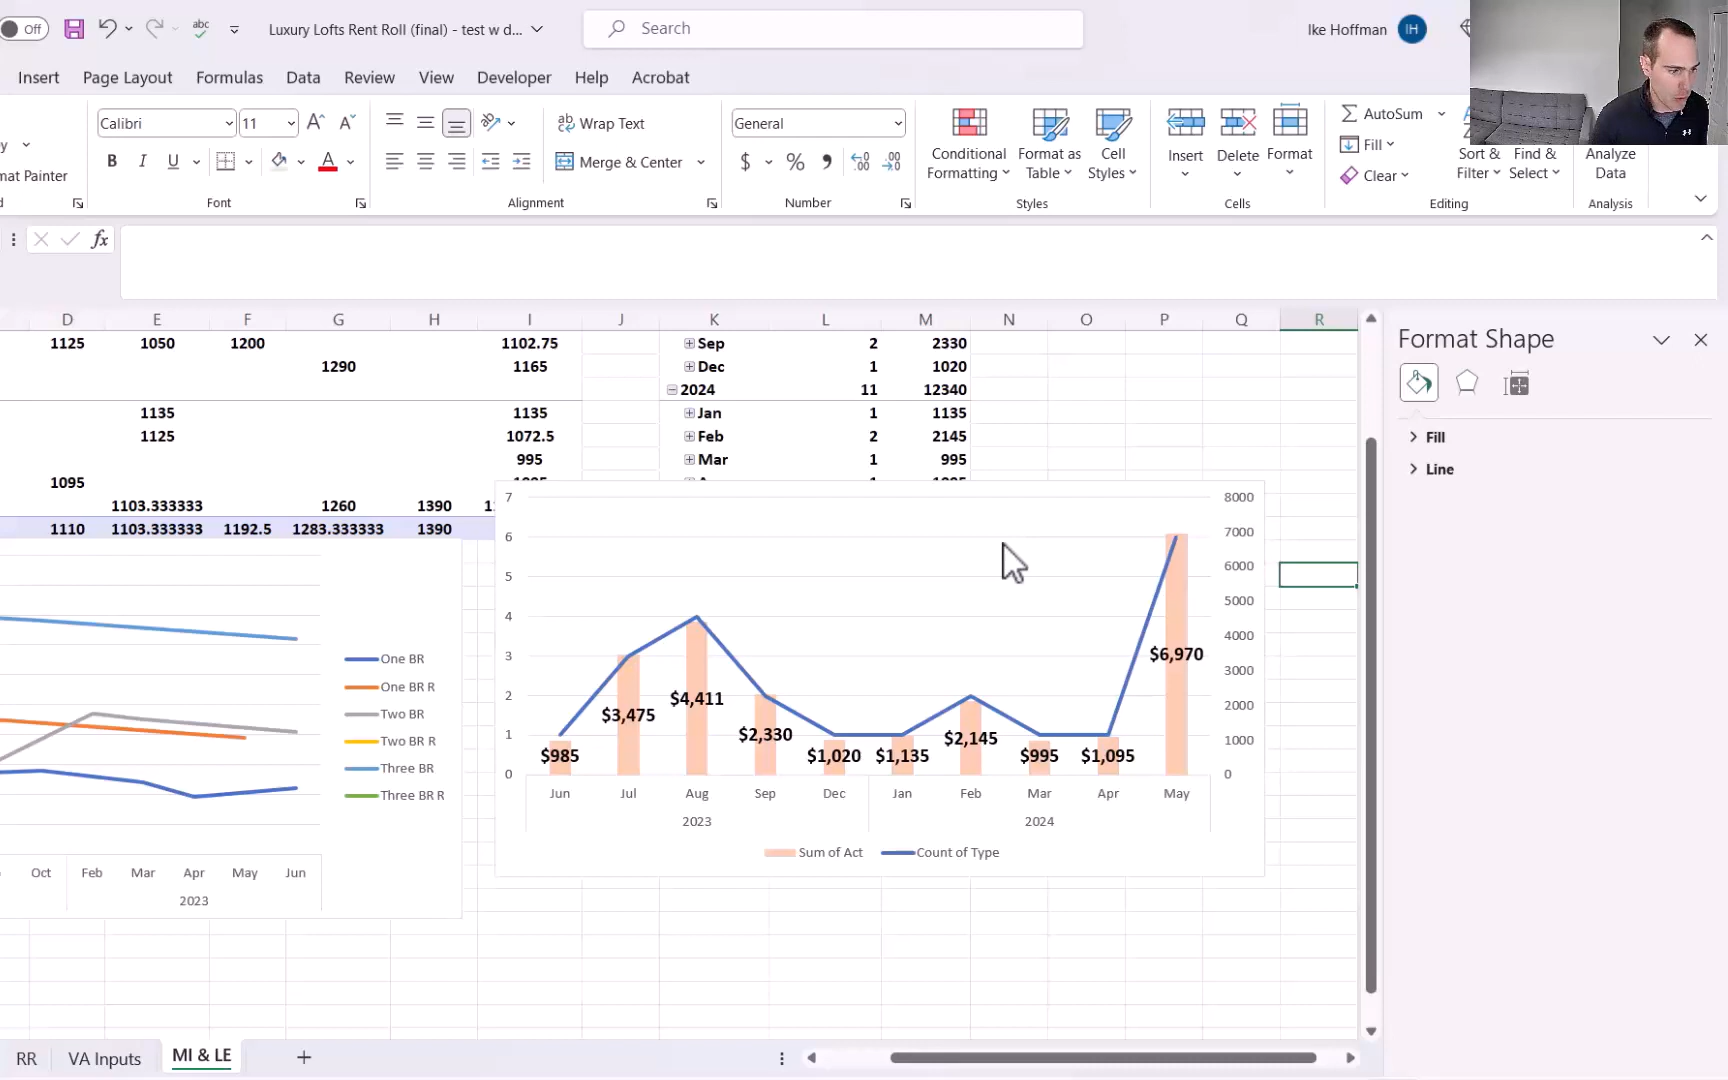 Off
abc
Luxury Lofts Rent Roll (final) - test w d...
Search
Ike Hoffman
IH
Insert Page Layout Formulas Data Review View Developer Help Acrobat
Calibri 11 A A
ab Wrap Text
General
AutoSum
B I U A
Merge & Center
$ % 9 .00 .00
Conditional Formatting
Format as Table
Cell Styles
Insert
Delete
Format
Fill
Clear
Sort & Filter
Find & Select
Analyze Data
mat Painter
Font Alignment Number Styles Cells Editing Analysis
fx
D E F G H I J K L M N O P Q R
1125 1050 1200 1102.75 Sep 2 2330
1290 1165 Dec 1 1020
2024 11 12340
1135 1135 Jan 1 1135
1125 1072.5 Feb 2 2145
995 Mar 1 995
1095
1103.333333 1260 1390
1110 1103.333333 1192.5 1283.333333 1390
Format Shape
Fill
Line
One BR
One BR R
Two BR
Two BR R
Three BR
Three BR R
Oct Feb Mar Apr May Jun
2023
7 8000
6 7000
5 6000
4 5000
3 4000
2 3000
1 2000
0 1000
0
$985 $3,475 $4,411 $2,330 $1,020 $1,135 $2,145 $995 $1,095 $6,970
Jun Jul Aug Sep Dec Jan Feb Mar Apr May
2023 2024
Sum of Act Count of Type
RR VA Inputs MI & LE